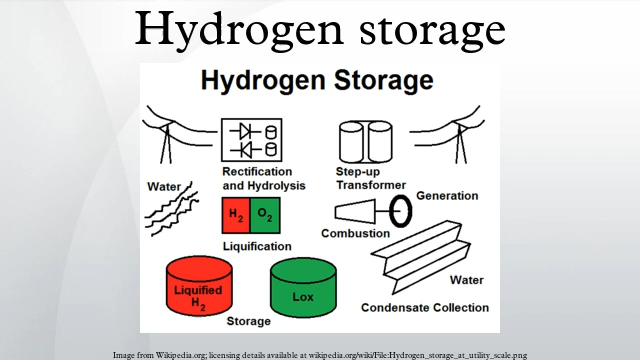 Hydrogen storage
Hydrogen Storage
Rectification
and Hydrolysis
Step-up
Transformer
Water
H2 O2
Generation
Combustion
Liquification
Liquified
H2
Lox
Water
Condensate Collection
Storage
Image from Wikipedia.org; licensing details available at wikipedia.org/wiki/File:Hydrogen_storage_at_utility_scale.png